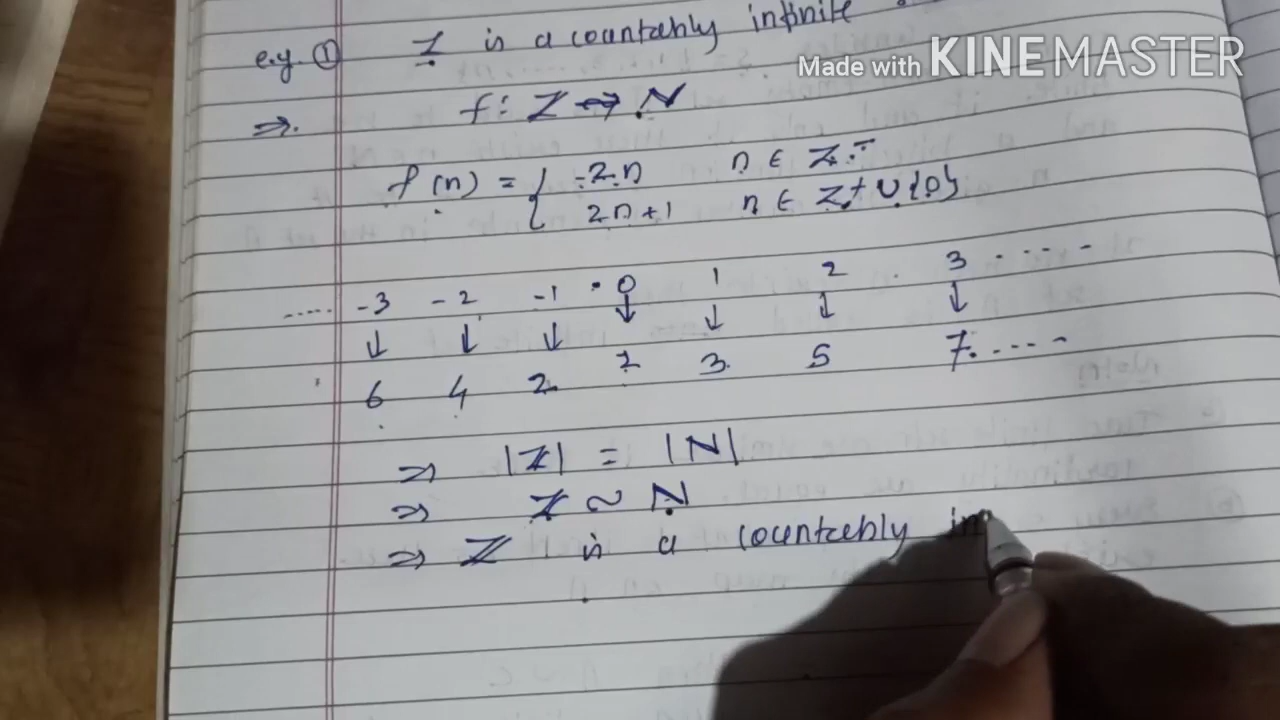 e.g. ① Z is a countably infinite
Made with KINEMASTER
⇒ f : Z → N
f(n) = { -2n n ∈ Z⁻
2n+1 n ∈ Z⁺ ∪ {0}
..... -3 -2 -1 0 1 2 3 .....
↓ ↓ ↓ ↓ ↓ ↓ ↓
6 4 2 1 3 5 7 .....
⇒ |Z| = |N|
⇒ Z ~ N
⇒ Z is a countably in